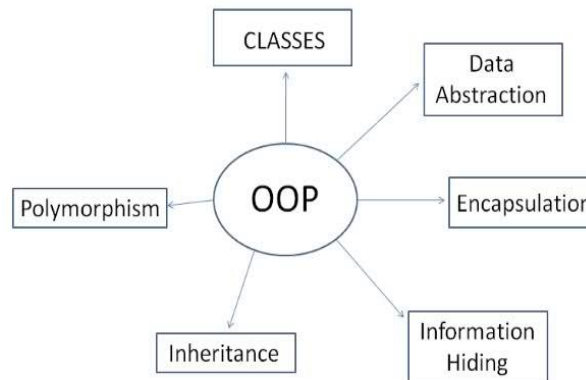 CLASSES
Data
Abstraction
OOP
Polymorphism
Encapsulation
Inheritance
Information
Hiding